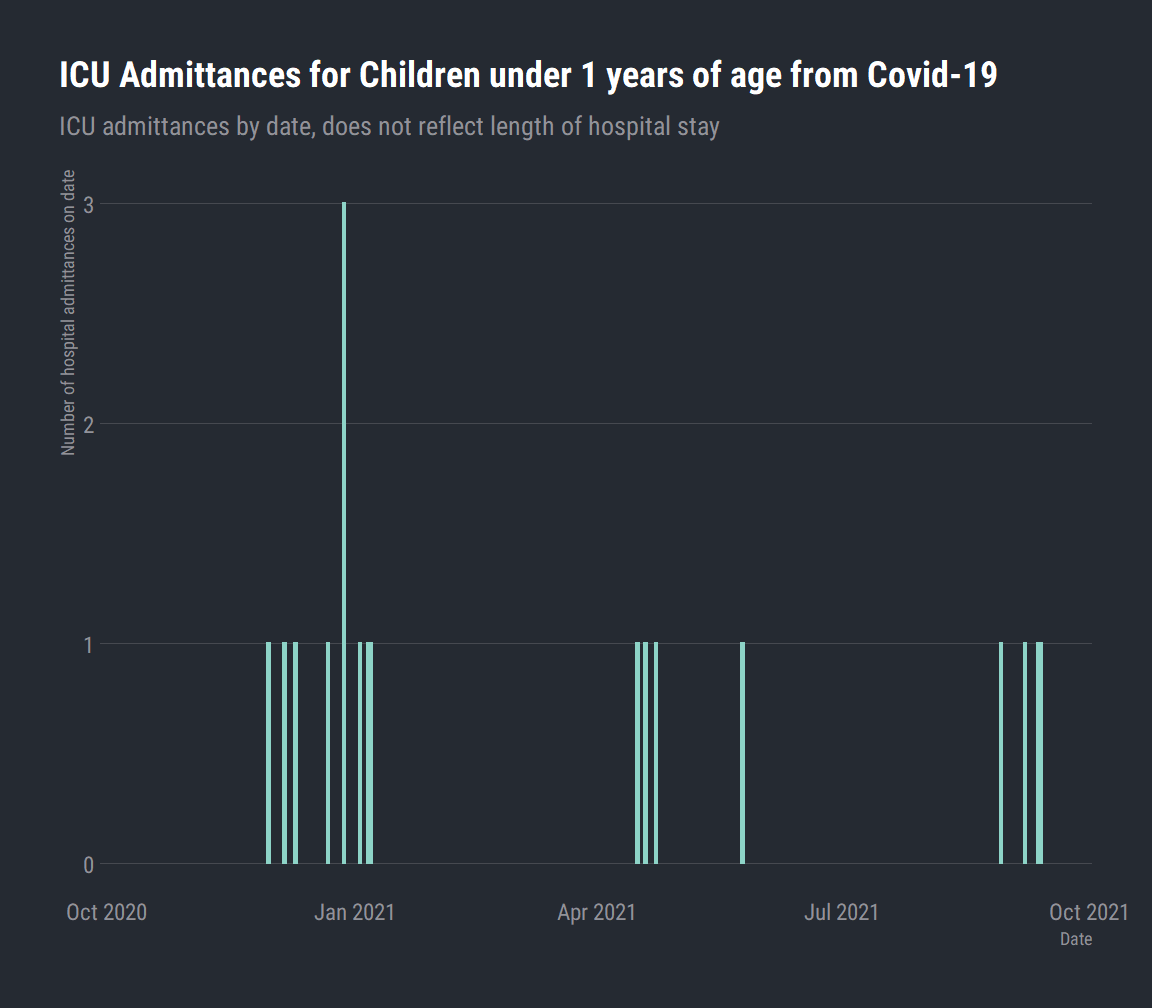 ICU Admittances for Children under 1 years of age from Covid-19
ICU admittances by date, does not reflect length of hospital stay
Number of hospital admittances on date
3
2
1
0
Oct 2020
Jan 2021
Apr 2021
Jul 2021
Oct 2021
Date